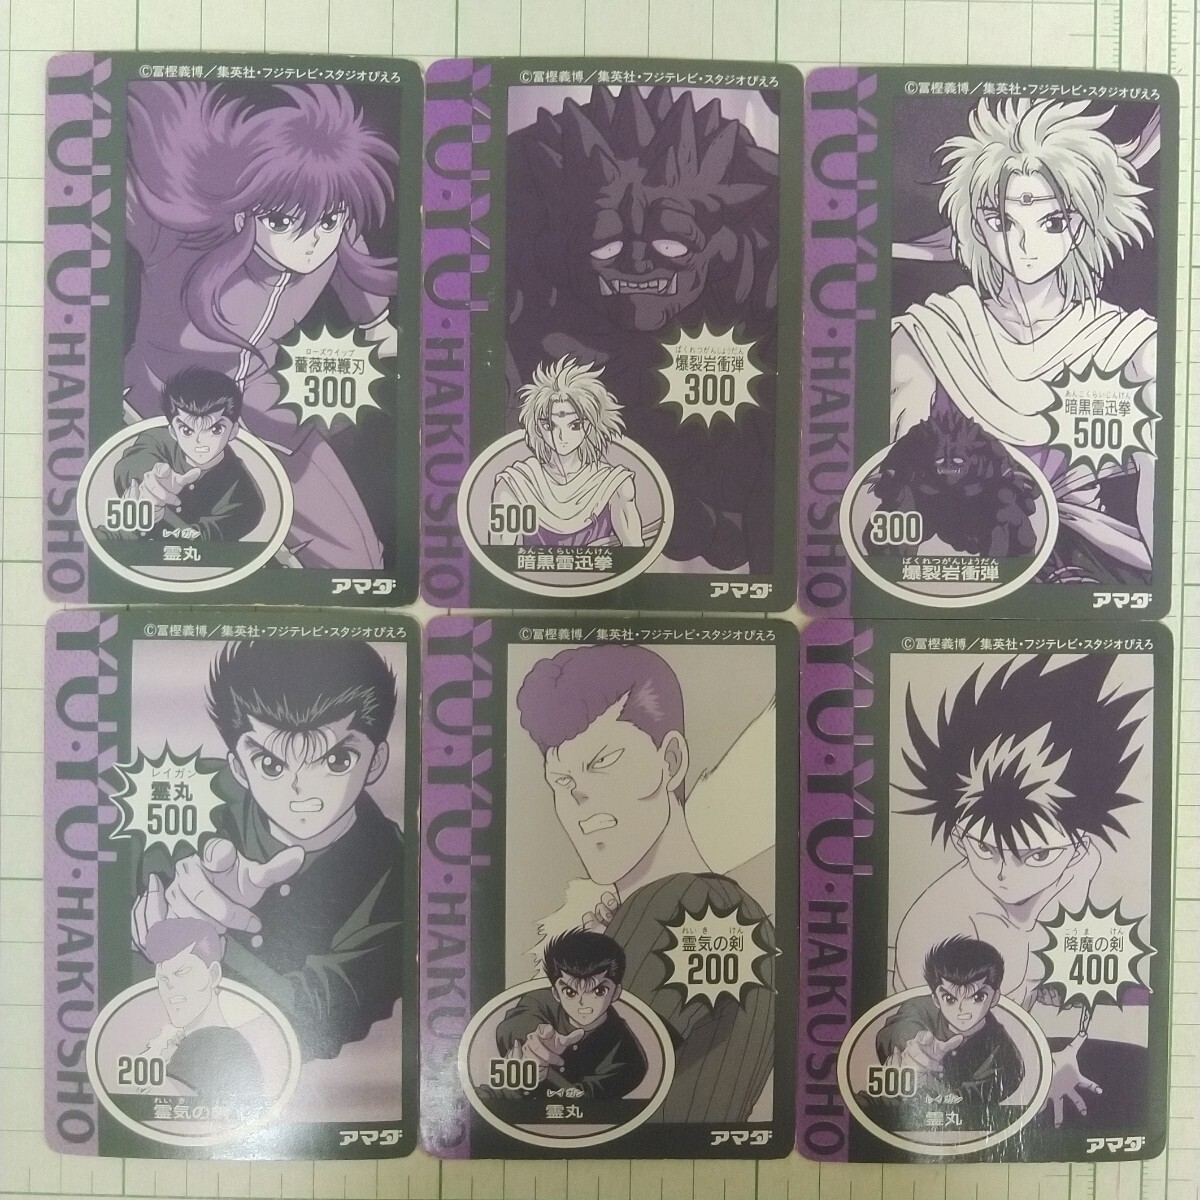 YU・YU・HAKUSHO
©冨樫義博／集英社・フジテレビ・スタジオぴえろ
ローズウイップ
薔薇棘鞭刃
300
500
レイガン
霊丸
アマダ
YU・YU・HAKUSHO
©冨樫義博／集英社・フジテレビ・スタジオぴえろ
ばくれつがんしょうだん
爆裂岩衝弾
300
500
あんこくらいじんけん
暗黒雷迅拳
アマダ
YU・YU・HAKUSHO
©冨樫義博／集英社・フジテレビ・スタジオぴえろ
あんこくらいじんけん
暗黒雷迅拳
500
300
ばくれつがんしょうだん
爆裂岩衝弾
アマダ
YU・YU・HAKUSHO
©冨樫義博／集英社・フジテレビ・スタジオぴえろ
レイガン
霊丸
500
200
れいき
霊気の剣
アマダ
YU・YU・HAKUSHO
©冨樫義博／集英社・フジテレビ・スタジオぴえろ
れいき けん
霊気の剣
200
500
レイガン
霊丸
アマダ
YU・YU・HAKUSHO
©冨樫義博／集英社・フジテレビ・スタジオぴえろ
こうま けん
降魔の剣
400
500
レイガン
霊丸
アマダ